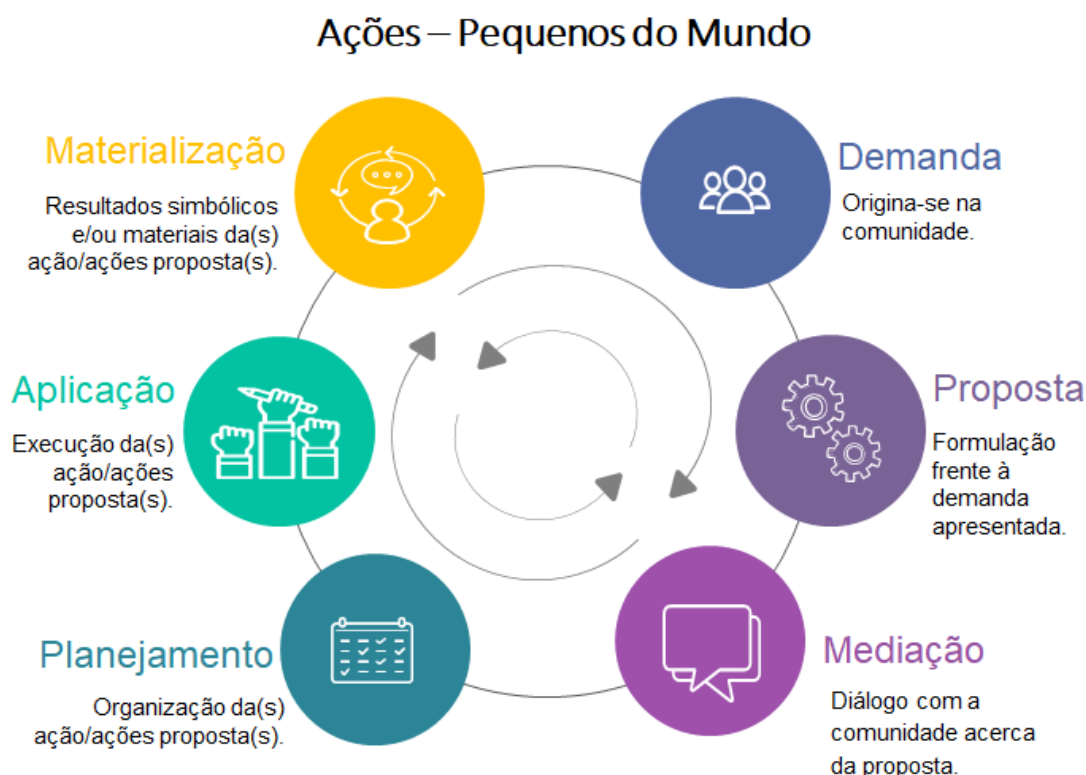 Ações – Pequenos do Mundo
Demanda
Origina-se na
comunidade.
Proposta
Formulação
frente à
demanda
apresentada.
Mediação
Diálogo com a
comunidade acerca
da proposta.
Planejamento
Organização da(s)
ação/ações proposta(s).
Aplicação
Execução da(s)
ação/ações
proposta(s).
Materialização
Resultados simbólicos
e/ou materiais da(s)
ação/ações proposta(s).